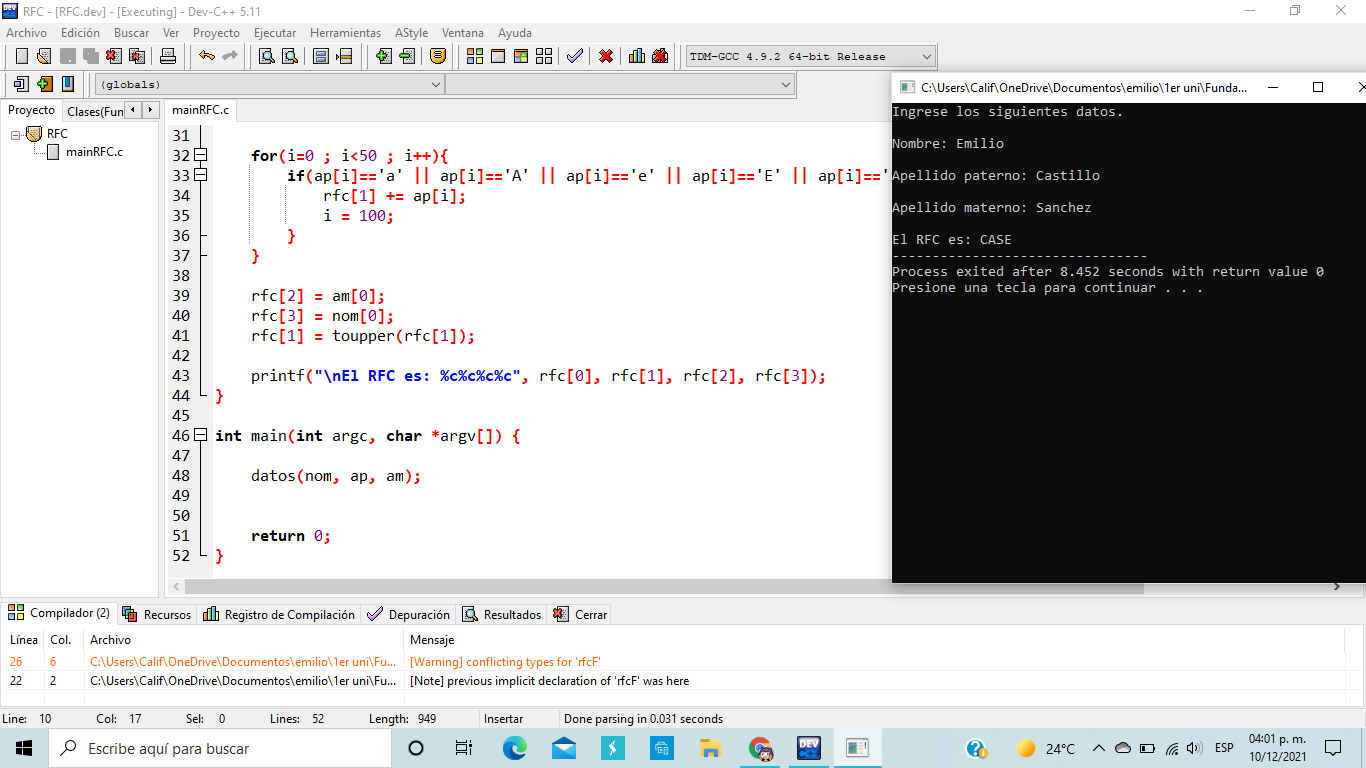 RFC - [RFC.dev] - [Executing] - Dev-C++ 5.11
Archivo Edición Buscar Ver Proyecto Ejecutar Herramientas AStyle Ventana Ayuda
TDM-GCC 4.9.2 64-bit Release
(globals)
Proyecto Clases(Fun
RFC
mainRFC.c
mainRFC.c
31
32 for(i=0 ; i<50 ; i++){
33 if(ap[i]=='a' || ap[i]=='A' || ap[i]=='e' || ap[i]=='E' || ap[i]=='
34 rfc[1] += ap[i];
35 i = 100;
36 }
37 }
38
39 rfc[2] = am[0];
40 rfc[3] = nom[0];
41 rfc[1] = toupper(rfc[1]);
42
43 printf("\nEl RFC es: %c%c%c%c", rfc[0], rfc[1], rfc[2], rfc[3]);
44 }
45
46 int main(int argc, char *argv[]) {
47
48 datos(nom, ap, am);
49
50
51 return 0;
52 }
C:\Users\Calif\OneDrive\Documentos\emilio\1er uni\Funda...
Ingrese los siguientes datos.
Nombre: Emilio
Apellido paterno: Castillo
Apellido materno: Sanchez
El RFC es: CASE
--------------------------------
Process exited after 8.452 seconds with return value 0
Presione una tecla para continuar . . .
Compilador (2) Recursos Registro de Compilación Depuración Resultados Cerrar
Línea Col. Archivo Mensaje
26 6 C:\Users\Calif\OneDrive\Documentos\emilio\1er uni\Fu... [Warning] conflicting types for 'rfcF'
22 2 C:\Users\Calif\OneDrive\Documentos\emilio\1er uni\Fu... [Note] previous implicit declaration of 'rfcF' was here
Line: 10 Col: 17 Sel: 0 Lines: 52 Length: 949 Insertar Done parsing in 0.031 seconds
Escribe aquí para buscar
24°C
ESP
04:01 p. m.
10/12/2021